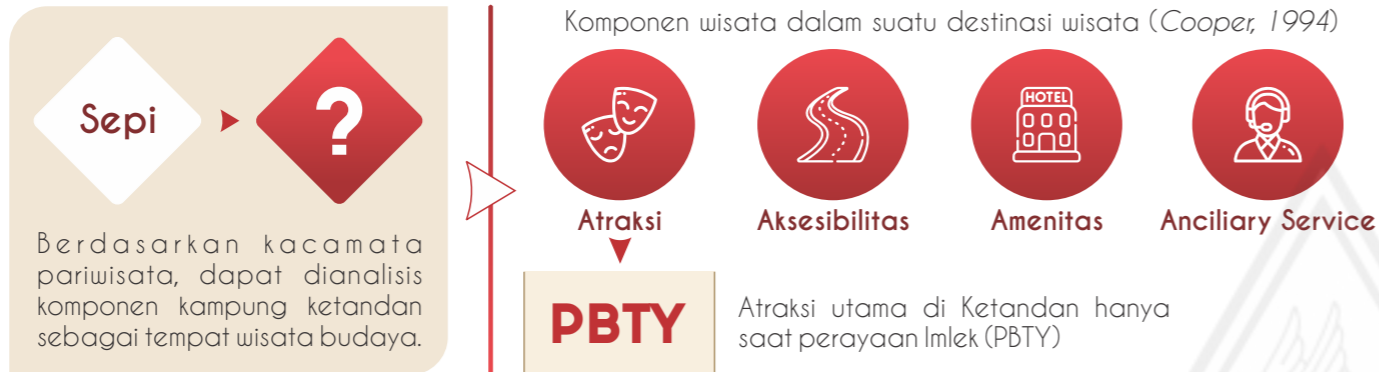 Sepi
?
Berdasarkan kacamata
pariwisata, dapat dianalisis
komponen kampung ketandan
sebagai tempat wisata budaya.
Komponen wisata dalam suatu destinasi wisata (Cooper, 1994)
HOTEL
Atraksi
Aksesibilitas
Amenitas
Anciliary Service
PBTY
Atraksi utama di Ketandan hanya
saat perayaan Imlek (PBTY)